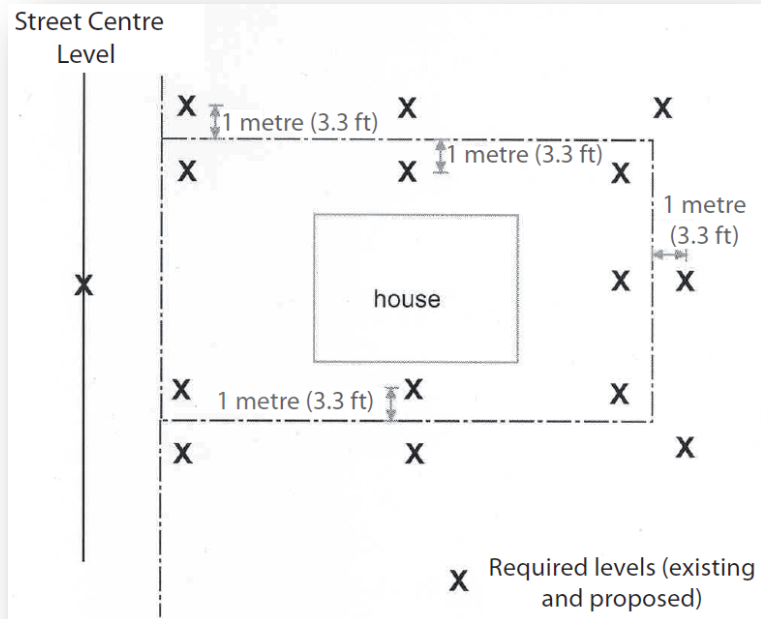 Street Centre
Level
X
X
X
1 metre (3.3 ft)
1 metre (3.3 ft)
X
X
X
1 metre
(3.3 ft)
X
house
X
X
X
1 metre (3.3 ft)
X
X
X
X
X
X Required levels (existing
and proposed)